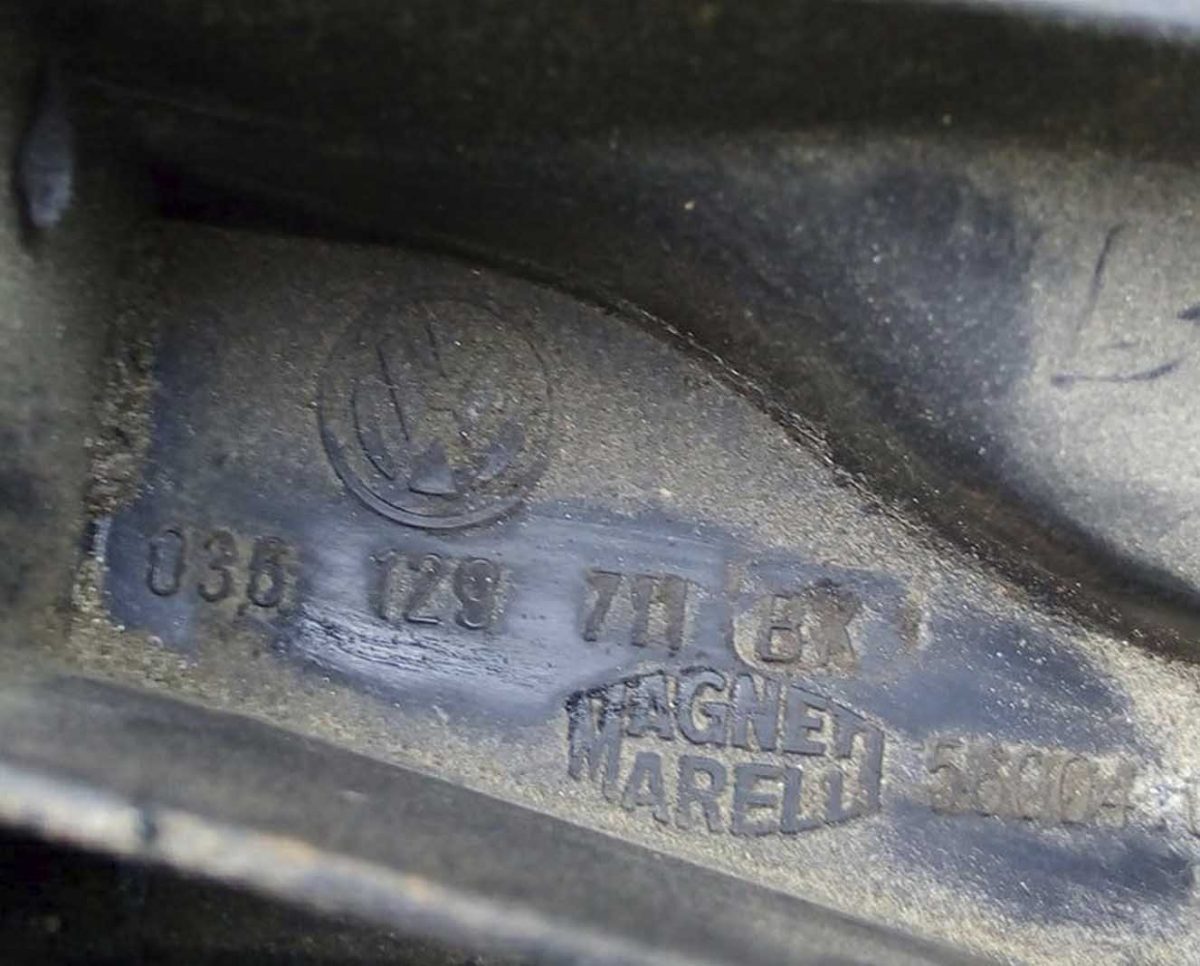 036 129 711 BK
MAGNETI
MARELLI